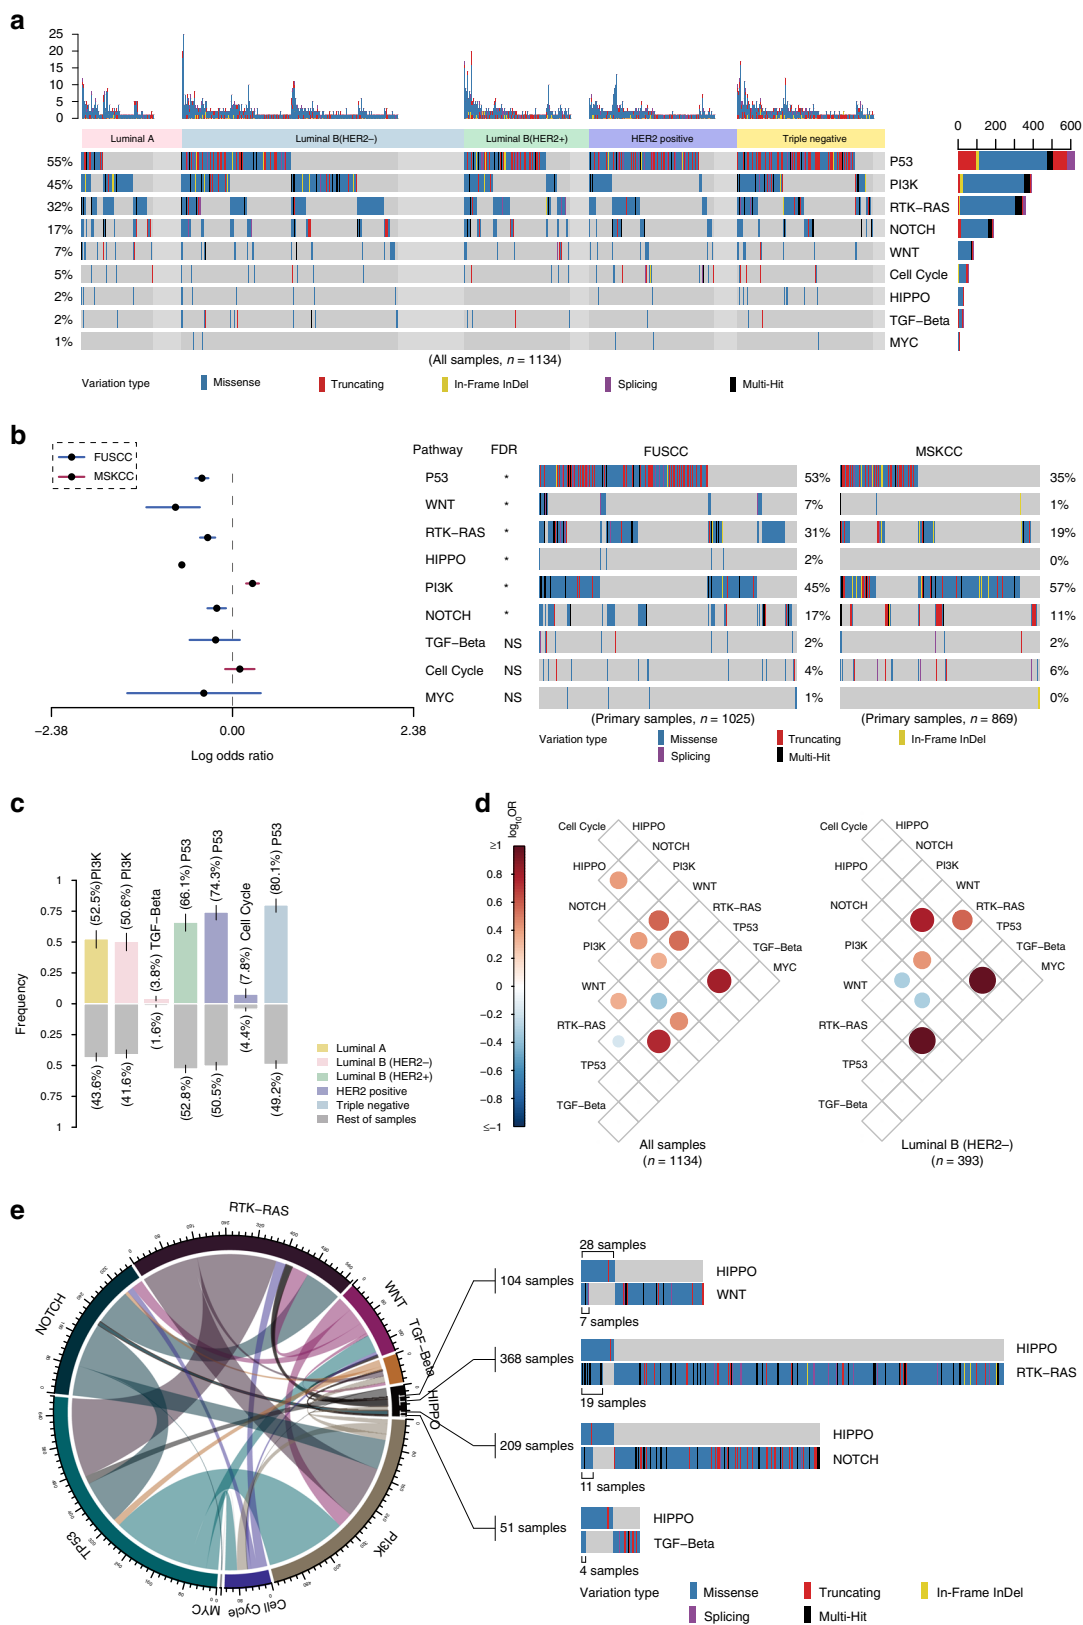 a
25
20
15
10
5
0
Luminal A
Luminal B(HER2−)
Luminal B(HER2+)
HER2 positive
Triple negative
0 200 400 600
55% P53
45% PI3K
32% RTK−RAS
17% NOTCH
7% WNT
5% Cell Cycle
2% HIPPO
2% TGF−Beta
1% MYC
(All samples, n = 1134)
Variation type Missense Truncating In-Frame InDel Splicing Multi-Hit
b
FUSCC
MSKCC
−2.38 0.00 2.38
Log odds ratio
Pathway FDR FUSCC MSKCC
P53 * 53% 35%
WNT * 7% 1%
RTK−RAS * 31% 19%
HIPPO * 2% 0%
PI3K * 45% 57%
NOTCH * 17% 11%
TGF−Beta NS 2% 2%
Cell Cycle NS 4% 6%
MYC NS 1% 0%
(Primary samples, n = 1025) (Primary samples, n = 869)
Variation type Missense Truncating In-Frame InDel
Splicing Multi-Hit
c
Frequency
1
0.75
0.5
0.25
0
0.25
0.5
0.75
1
(52.5%)PI3K
(50.6%) PI3K
(3.8%) TGF−Beta
(66.1%) P53
(74.3%) P53
(7.8%) Cell Cycle
(80.1%) P53
(43.6%)
(41.6%)
(1.6%)
(52.8%)
(50.5%)
(4.4%)
(49.2%)
Luminal A
Luminal B (HER2−)
Luminal B (HER2+)
HER2 positive
Triple negative
Rest of samples
d
log10OR
≥1
0.8
0.6
0.4
0.2
0
−0.2
−0.4
−0.6
−0.8
≤−1
Cell Cycle
HIPPO
NOTCH
PI3K
WNT
RTK−RAS
TP53
TGF−Beta
HIPPO
NOTCH
PI3K
WNT
RTK−RAS
TP53
TGF−Beta
MYC
All samples
(n = 1134)
Cell Cycle
HIPPO
NOTCH
PI3K
WNT
RTK−RAS
TP53
TGF−Beta
HIPPO
NOTCH
PI3K
WNT
RTK−RAS
TP53
TGF−Beta
MYC
Luminal B (HER2−)
(n = 393)
e
RTK−RAS
WNT
TGF−Beta
HIPPO
PI3K
Cell Cycle
MYC
TP53
NOTCH
104 samples
368 samples
209 samples
51 samples
28 samples
HIPPO
WNT
7 samples
HIPPO
RTK−RAS
19 samples
HIPPO
NOTCH
11 samples
HIPPO
TGF−Beta
4 samples
Variation type Missense Truncating In-Frame InDel
Splicing Multi-Hit